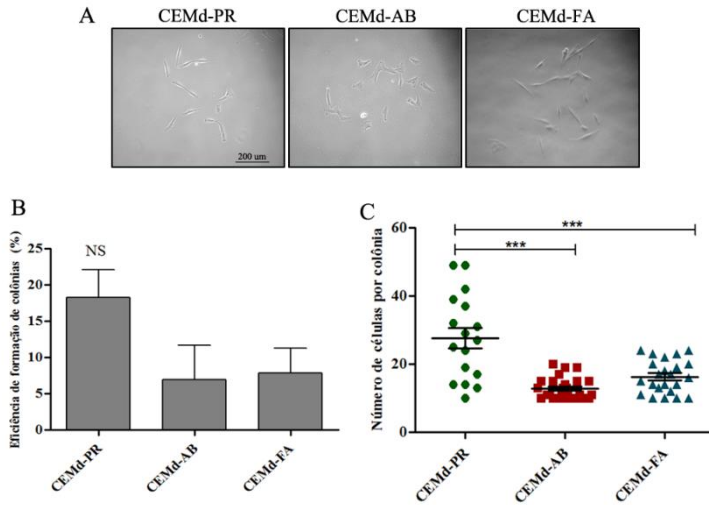 A
CEMd-PR CEMd-AB CEMd-FA
200 um
B
Eficiência de formação de colônias (%)
25
20
15
10
5
0
NS
CEMd-PR
CEMd-AB
CEMd-FA
C
Número de células por colônia
60
40
20
0
***
***
CEMd-PR
CEMd-AB
CEMd-FA